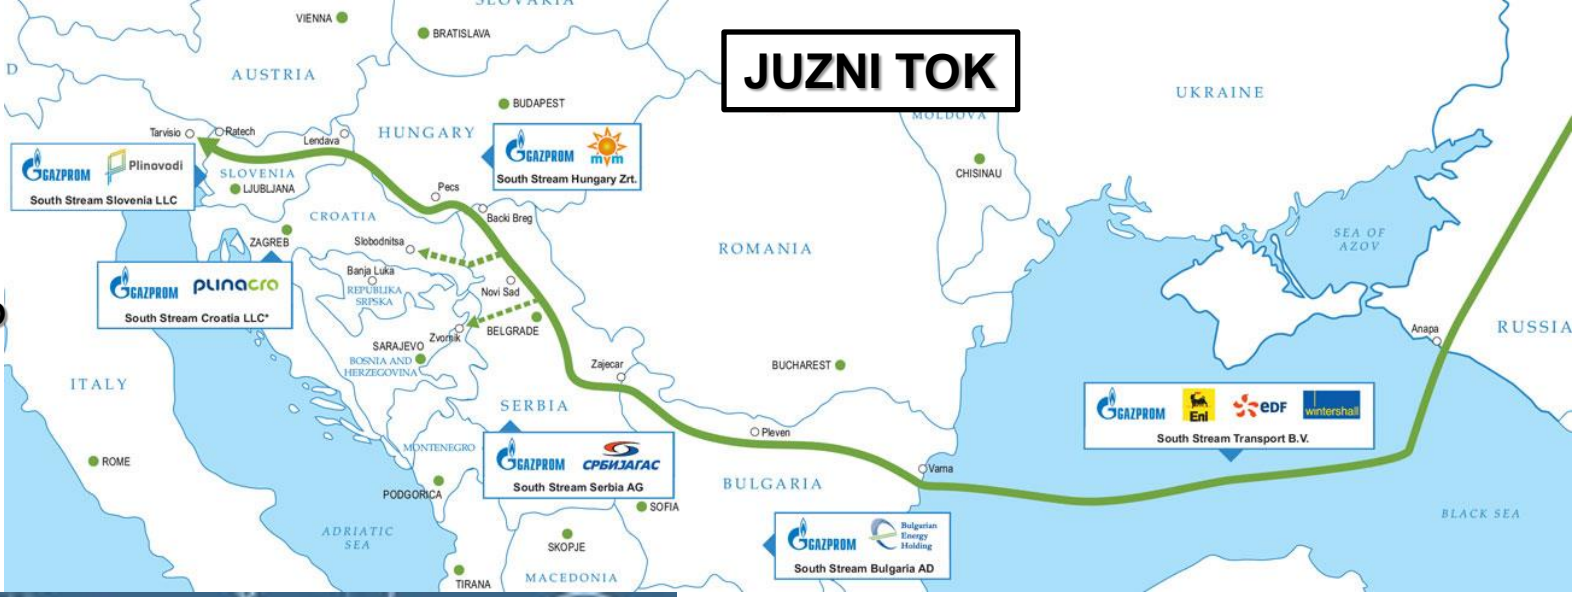 SLOVAKIA
VIENNA
BRATISLAVA
JUZNI TOK
D
AUSTRIA
UKRAINE
BUDAPEST
MOLDOVA
Tarvisio
Ratech
Lendava
HUNGARY
GAZPROM
mvm
South Stream Hungary Zrt.
CHISINAU
GAZPROM
Plinovodi
South Stream Slovenia LLC
SLOVENIA
LJUBLJANA
Pecs
Backi Breg
CROATIA
ZAGREB
Slobodnitsa
ROMANIA
SEA OF
AZOV
GAZPROM
PLINACRO
South Stream Croatia LLC*
Banja Luka
REPUBLIKA
SRPSKA
Novi Sad
Zvornik
BELGRADE
SARAJEVO
BOSNIA AND
HERZEGOVINA
Anapa
RUSSIA
Zajecar
BUCHAREST
ITALY
SERBIA
GAZPROM
Eni
eDF
wintershall
South Stream Transport B.V.
Pleven
MONTENEGRO
GAZPROM
СРБИЈАГАС
South Stream Serbia AG
ROME
Varna
PODGORICA
BULGARIA
SOFIA
BLACK SEA
ADRIATIC
SEA
SKOPJE
GAZPROM
Bulgarian
Energy
Holding
South Stream Bulgaria AD
TIRANA
MACEDONIA